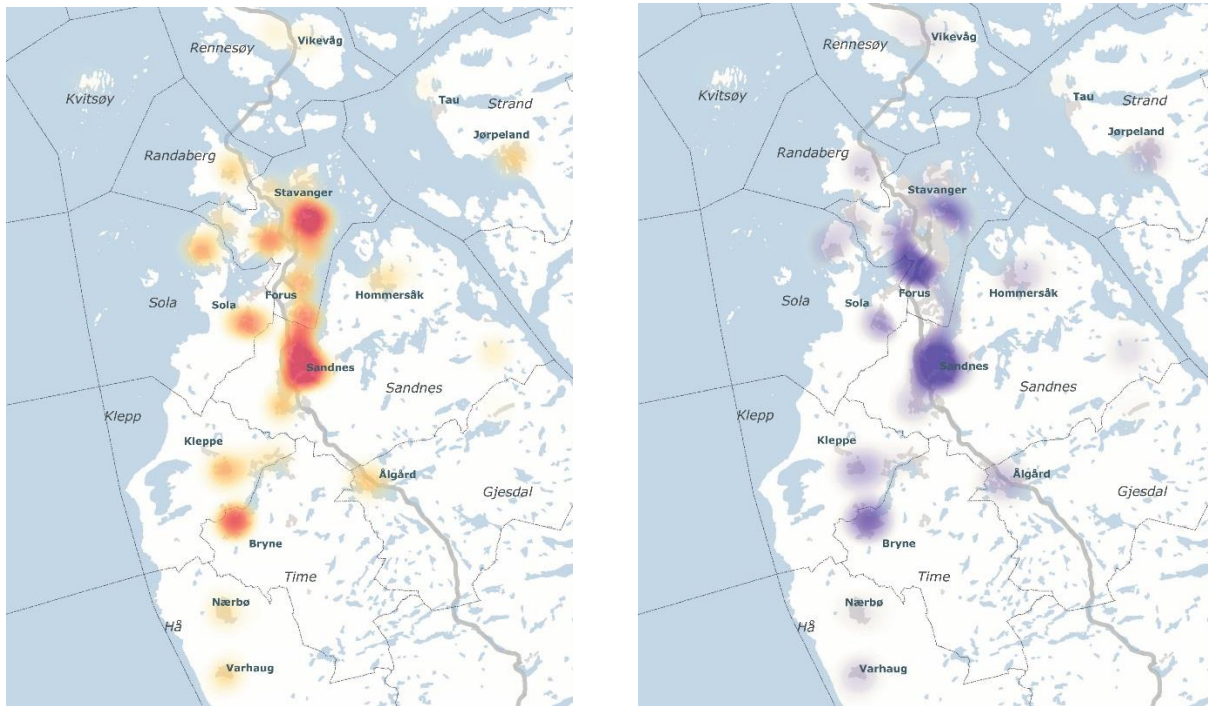 Vikevåg
Rennesøy
Kvitsøy
Tau
Strand
Jørpeland
Randaberg
Stavanger
Sola
Forus
Sola
Hommersåk
Sandnes
Sandnes
Klepp
Kleppe
Ålgård
Gjesdal
Bryne
Time
Nærbø
Hå
Varhaug
Vikevåg
Rennesøy
Kvitsøy
Tau
Strand
Jørpeland
Randaberg
Stavanger
Sola
Forus
Sola
Hommersåk
Sandnes
Sandnes
Klepp
Kleppe
Ålgård
Gjesdal
Bryne
Time
Nærbø
Hå
Varhaug